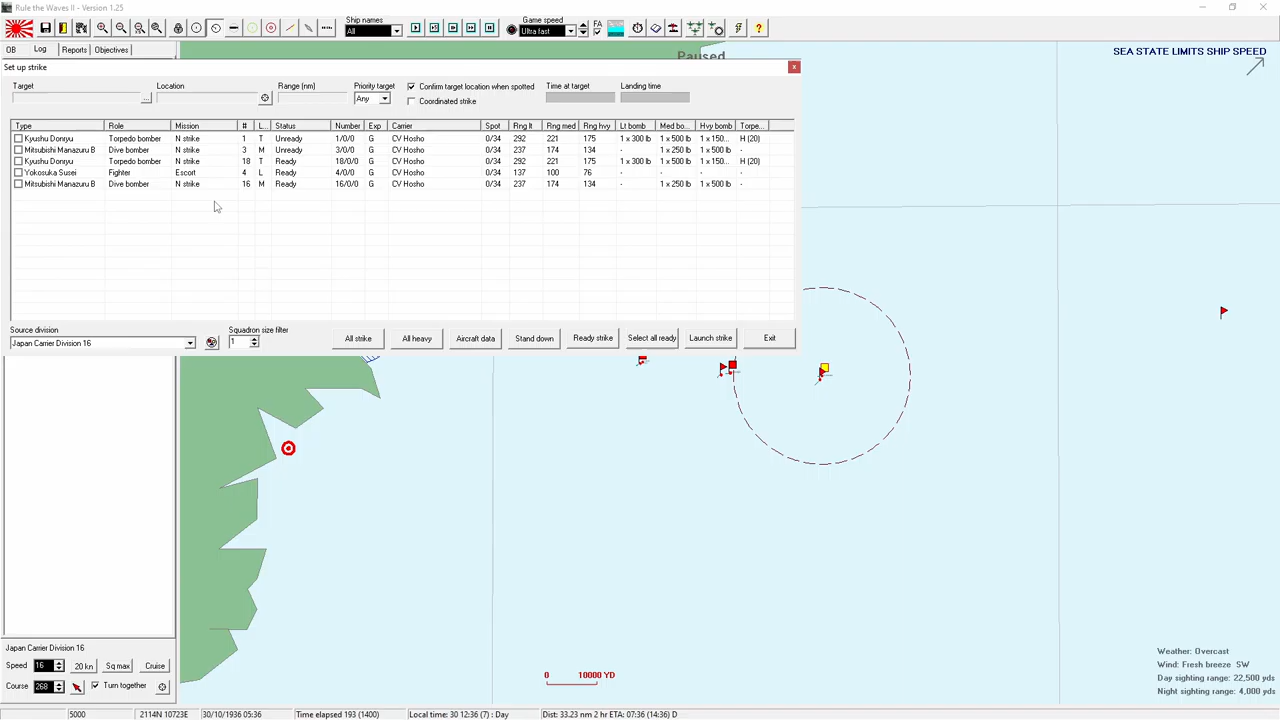 Rule the Waves II - Version 1.25
Ship names
All
Game speed
Ultra fast
FA
OB Log Reports Objectives
Paused
SEA STATE LIMITS SHIP SPEED
Set up strike
Target Location Range (nm) Priority target
Any
Confirm target location when spotted
Coordinated strike
Time at target Landing time
Type Role Mission # L... Status Number Exp Carrier Spot Rng lt Rng med Rng hvy Lt bomb Med bo... Hvy bomb Torpe...
Kyushu Donryu Torpedo bomber N strike 1 T Unready 1/0/0 G CV Hosho 0/34 292 221 175 1 x 300 lb 1 x 500 lb 1 x 150... H (20)
Mitsubishi Manazuru B Dive bomber N strike 3 M Unready 3/0/0 G CV Hosho 0/34 237 174 134 - 1 x 250 lb 1 x 500 lb -
Kyushu Donryu Torpedo bomber N strike 18 T Ready 18/0/0 G CV Hosho 0/34 292 221 175 1 x 300 lb 1 x 500 lb 1 x 150... H (20)
Yokosuka Susei Fighter Escort 4 L Ready 4/0/0 G CV Hosho 0/34 137 100 76 - - - -
Mitsubishi Manazuru B Dive bomber N strike 16 M Ready 16/0/0 G CV Hosho 0/34 237 174 134 - 1 x 250 lb 1 x 500 lb -
Source division
Japan Carrier Division 16
Squadron size filter
1
All strike All heavy Aircraft data Stand down Ready strike Select all ready Launch strike Exit
Japan Carrier Division 16
Speed 16 20 kn Sq max Cruise
Course 268 Turn together
0 10000 YD
Weather: Overcast
Wind: Fresh breeze SW
Day sighting range: 22,500 yds
Night sighting range: 4,000 yds
5000 2114N 10723E 30/10/1936 05:36 Time elapsed 193 (1400) Local time: 30 12:36 (7) : Day Dist: 33.23 nm 2 hr ETA: 07:36 (14:36) D